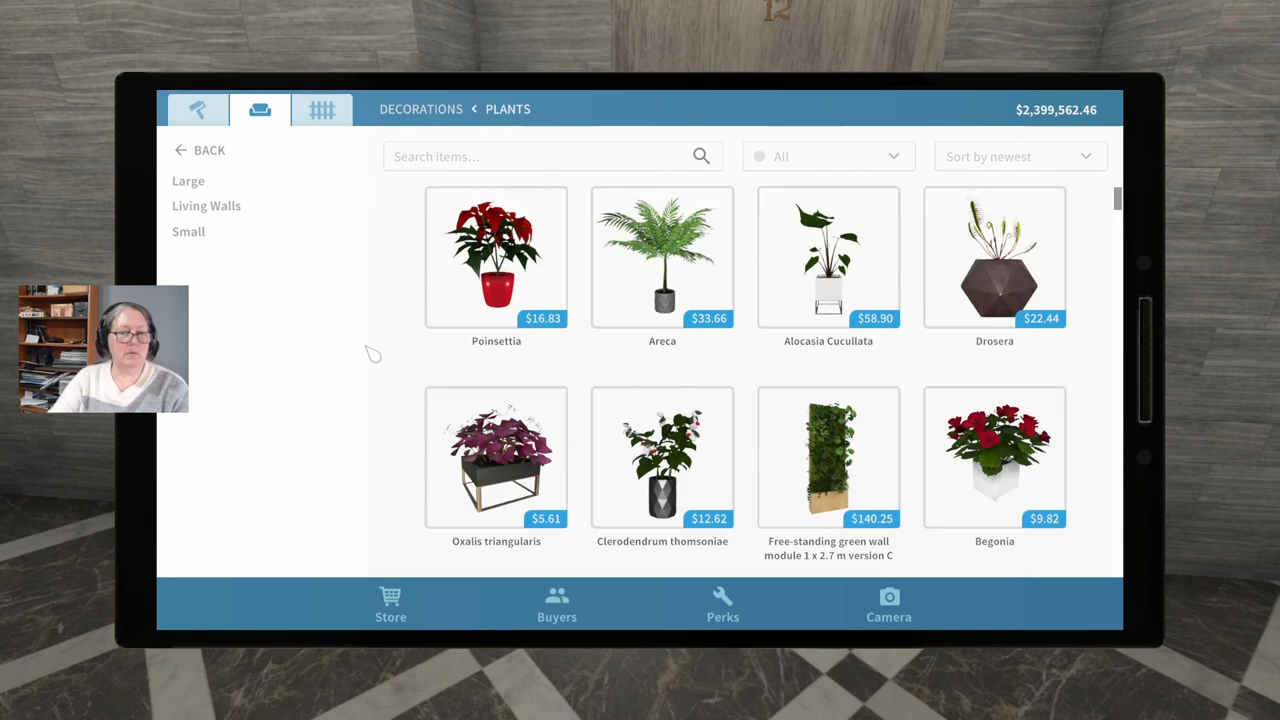 12
DECORATIONS < PLANTS
$2,399,562.46
BACK
Large
Living Walls
Small
Search items...
All
Sort by newest
$16.83
$33.66
$58.90
$22.44
Poinsettia
Areca
Alocasia Cucullata
Drosera
$5.61
$12.62
$140.25
$9.82
Oxalis triangularis
Clerodendrum thomsoniae
Free-standing green wall
module 1 x 2.7 m version C
Begonia
Store
Buyers
Perks
Camera